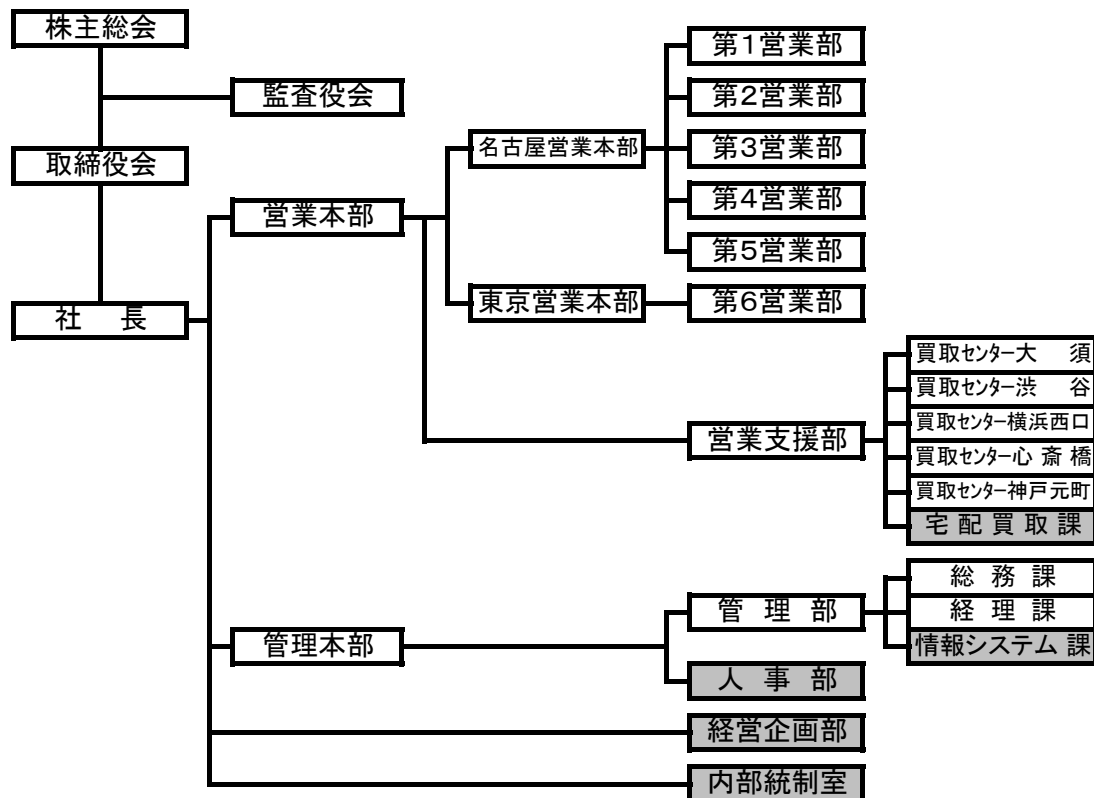 株主総会
監査役会
取締役会
社　長
営業本部
名古屋営業本部
第1営業部
第2営業部
第3営業部
第4営業部
第5営業部
東京営業本部
第6営業部
営業支援部
買取センター大　須
買取センター渋　谷
買取センター横浜西口
買取センター心 斎 橋
買取センター神戸元町
宅 配 買 取 課
管理本部
管 理 部
総 務 課
経 理 課
情報システム 課
人 事 部
経営企画部
内部統制室